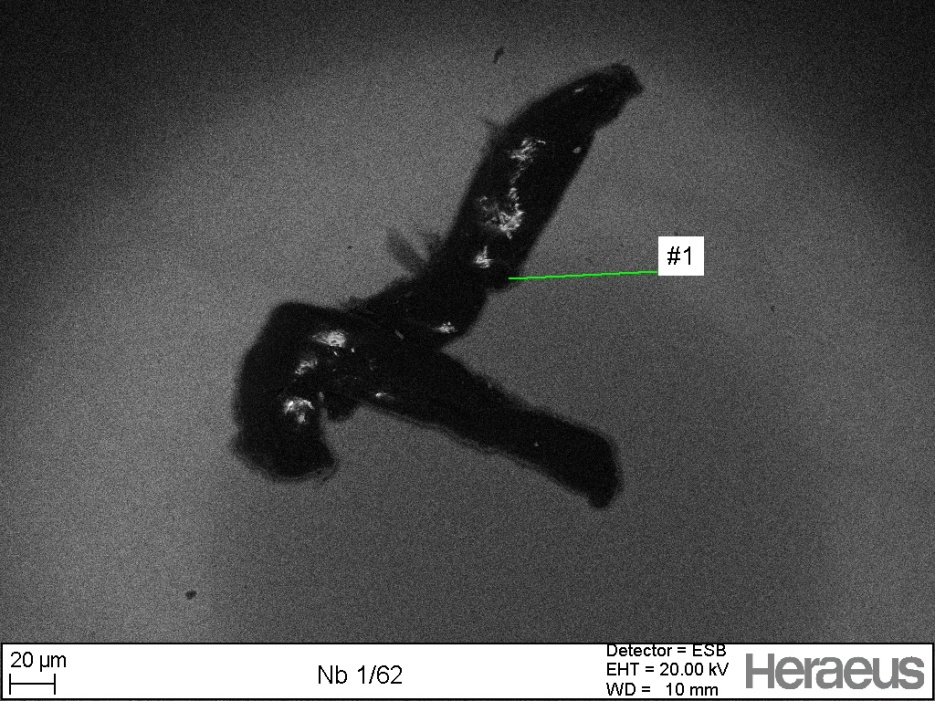 #1
20 µm
Nb 1/62
Detector = ESB
EHT = 20.00 kV
WD = 10 mm
Heraeus